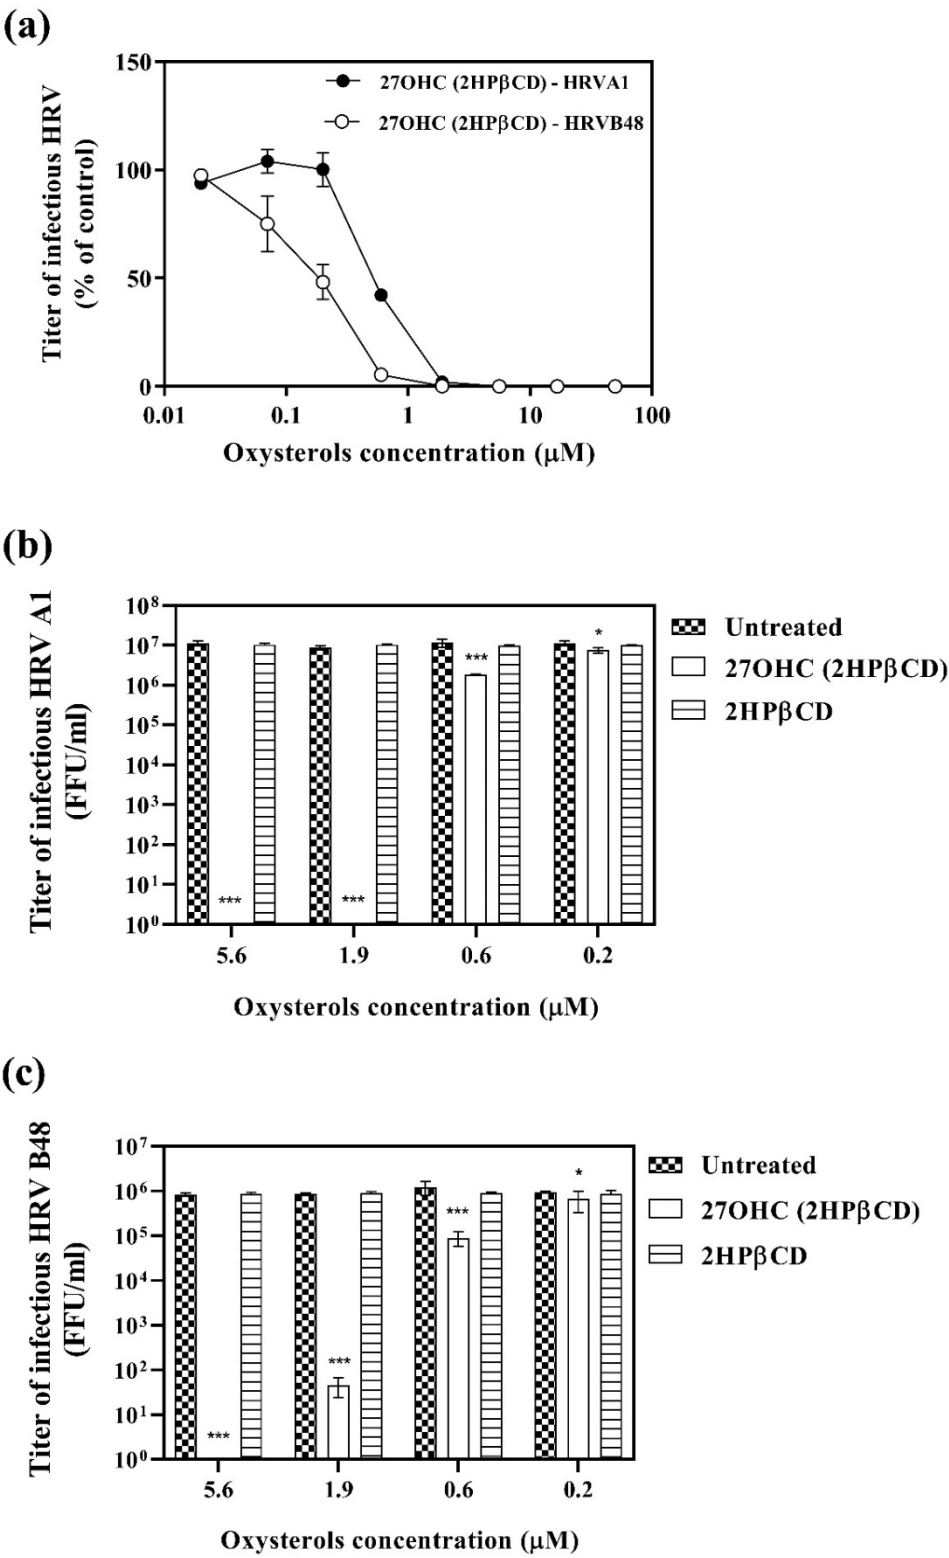 (a)
Titer of infectious HRV
(% of control)
150
100
50
0
27OHC (2HPβCD) - HRVA1
27OHC (2HPβCD) - HRVB48
0.01 0.1 1 10 100
Oxysterols concentration (μM)
(b)
Titer of infectious HRV A1
(FFU/ml)
10⁸
10⁷
10⁶
10⁵
10⁴
10³
10²
10¹
10⁰
*** *** *** *
Untreated
27OHC (2HPβCD)
2HPβCD
5.6 1.9 0.6 0.2
Oxysterols concentration (μM)
(c)
Titer of infectious HRV B48
(FFU/ml)
10⁷
10⁶
10⁵
10⁴
10³
10²
10¹
10⁰
*** *** *** *
Untreated
27OHC (2HPβCD)
2HPβCD
5.6 1.9 0.6 0.2
Oxysterols concentration (μM)